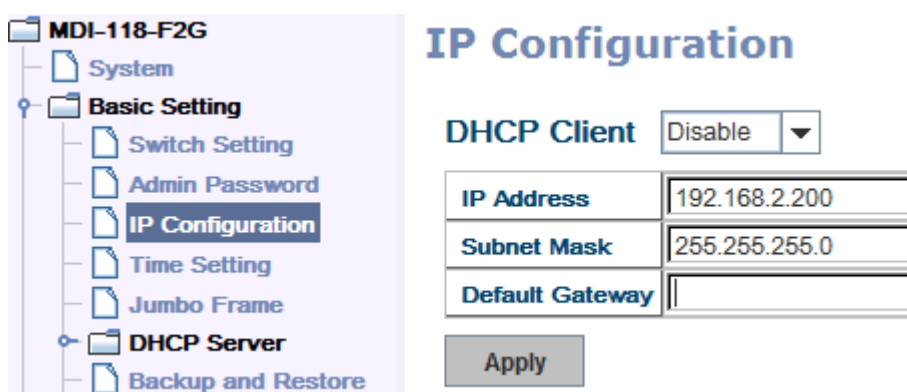 MDI-118-F2G
System
Basic Setting
Switch Setting
Admin Password
IP Configuration
Time Setting
Jumbo Frame
DHCP Server
Backup and Restore
IP Configuration
DHCP Client Disable
IP Address 192.168.2.200
Subnet Mask 255.255.255.0
Default Gateway
Apply